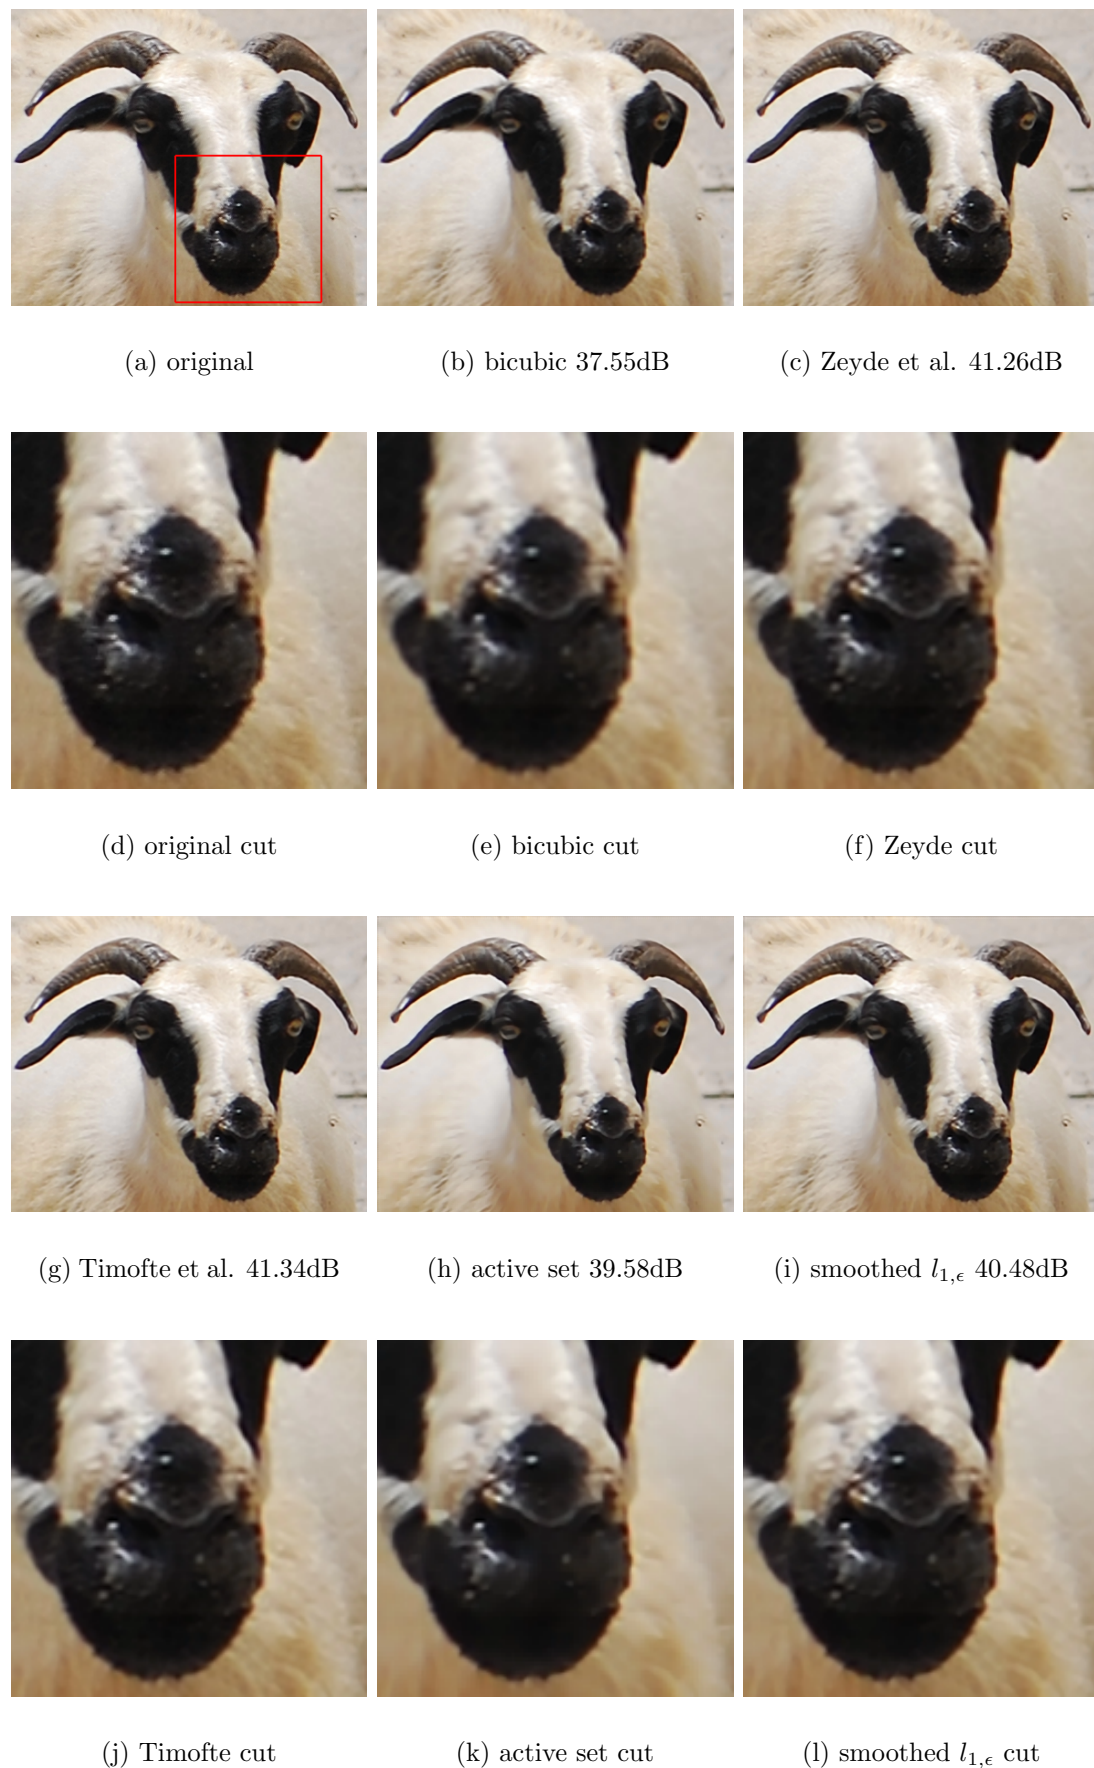 (a) original
(b) bicubic 37.55dB
(c) Zeyde et al. 41.26dB
(d) original cut
(e) bicubic cut
(f) Zeyde cut
(g) Timofte et al. 41.34dB
(h) active set 39.58dB
(i) smoothed l₁,ϵ 40.48dB
(j) Timofte cut
(k) active set cut
(l) smoothed l₁,ϵ cut